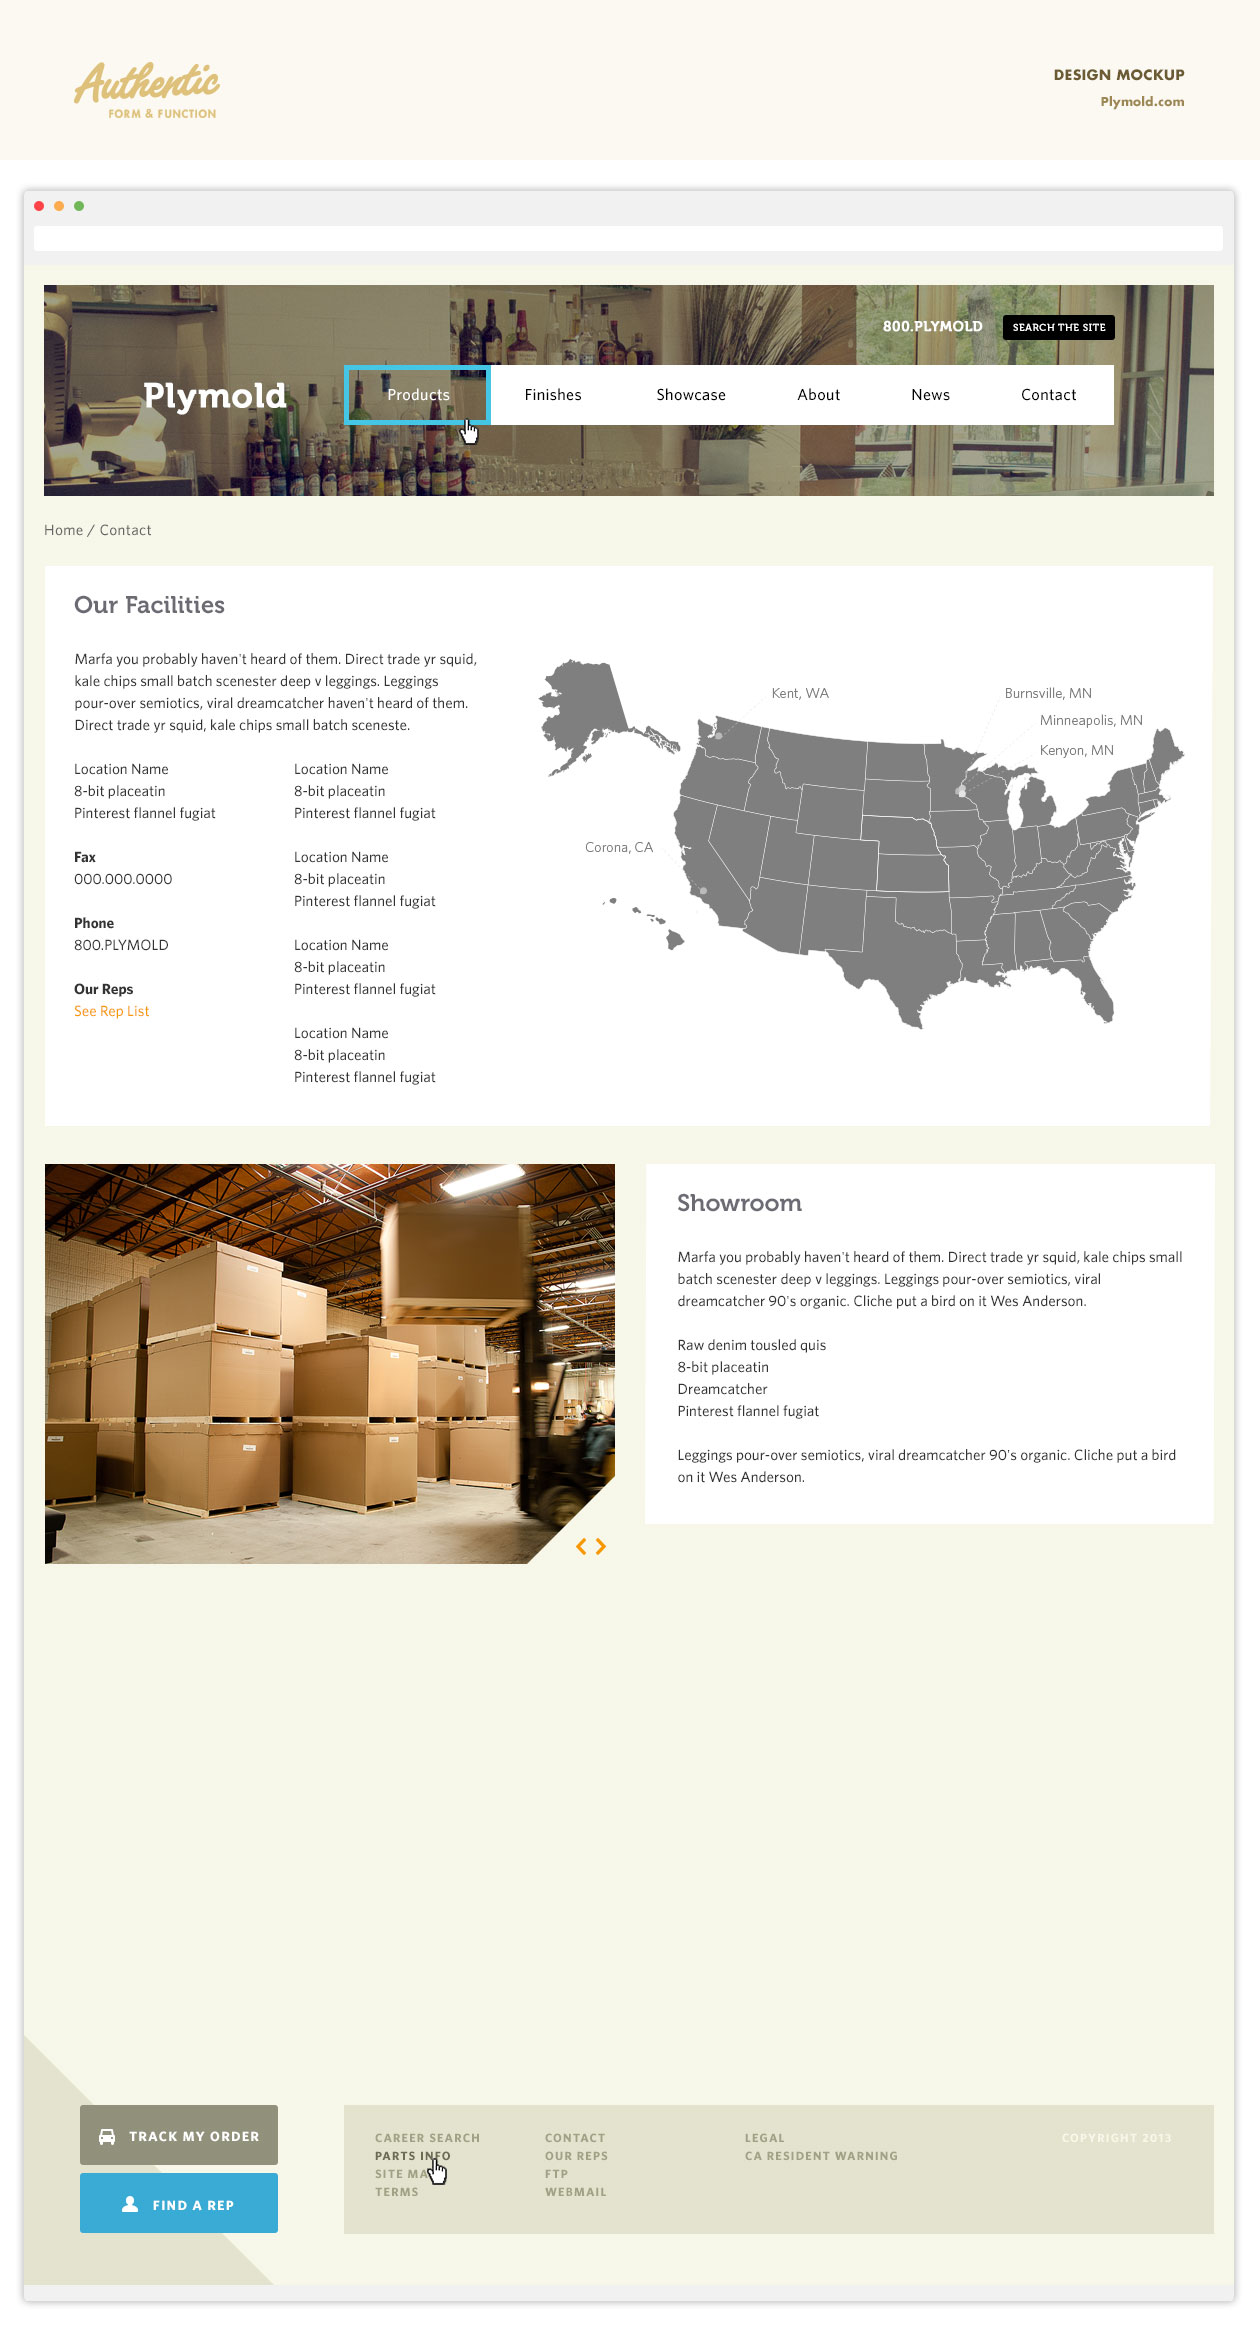 Authentic
FORM & FUNCTION
DESIGN MOCKUP
Plymold.com
800.PLYMOLD
SEARCH THE SITE
Plymold
Products
Finishes
Showcase
About
News
Contact
Home / Contact
Our Facilities
Marfa you probably haven't heard of them. Direct trade yr squid,
kale chips small batch scenester deep v leggings. Leggings
pour-over semiotics, viral dreamcatcher haven't heard of them.
Direct trade yr squid, kale chips small batch sceneste.
Location Name
8-bit placeatin
Pinterest flannel fugiat
Fax
000.000.0000
Phone
800.PLYMOLD
Our Reps
See Rep List
Location Name
8-bit placeatin
Pinterest flannel fugiat
Location Name
8-bit placeatin
Pinterest flannel fugiat
Location Name
8-bit placeatin
Pinterest flannel fugiat
Location Name
8-bit placeatin
Pinterest flannel fugiat
Kent, WA
Burnsville, MN
Minneapolis, MN
Kenyon, MN
Corona, CA
Showroom
Marfa you probably haven't heard of them. Direct trade yr squid, kale chips small
batch scenester deep v leggings. Leggings pour-over semiotics, viral
dreamcatcher 90's organic. Cliche put a bird on it Wes Anderson.
Raw denim tousled quis
8-bit placeatin
Dreamcatcher
Pinterest flannel fugiat
Leggings pour-over semiotics, viral dreamcatcher 90's organic. Cliche put a bird
on it Wes Anderson.
TRACK MY ORDER
FIND A REP
CAREER SEARCH
PARTS INFO
SITE MA
TERMS
CONTACT
OUR REPS
FTP
WEBMAIL
LEGAL
CA RESIDENT WARNING
COPYRIGHT 2013